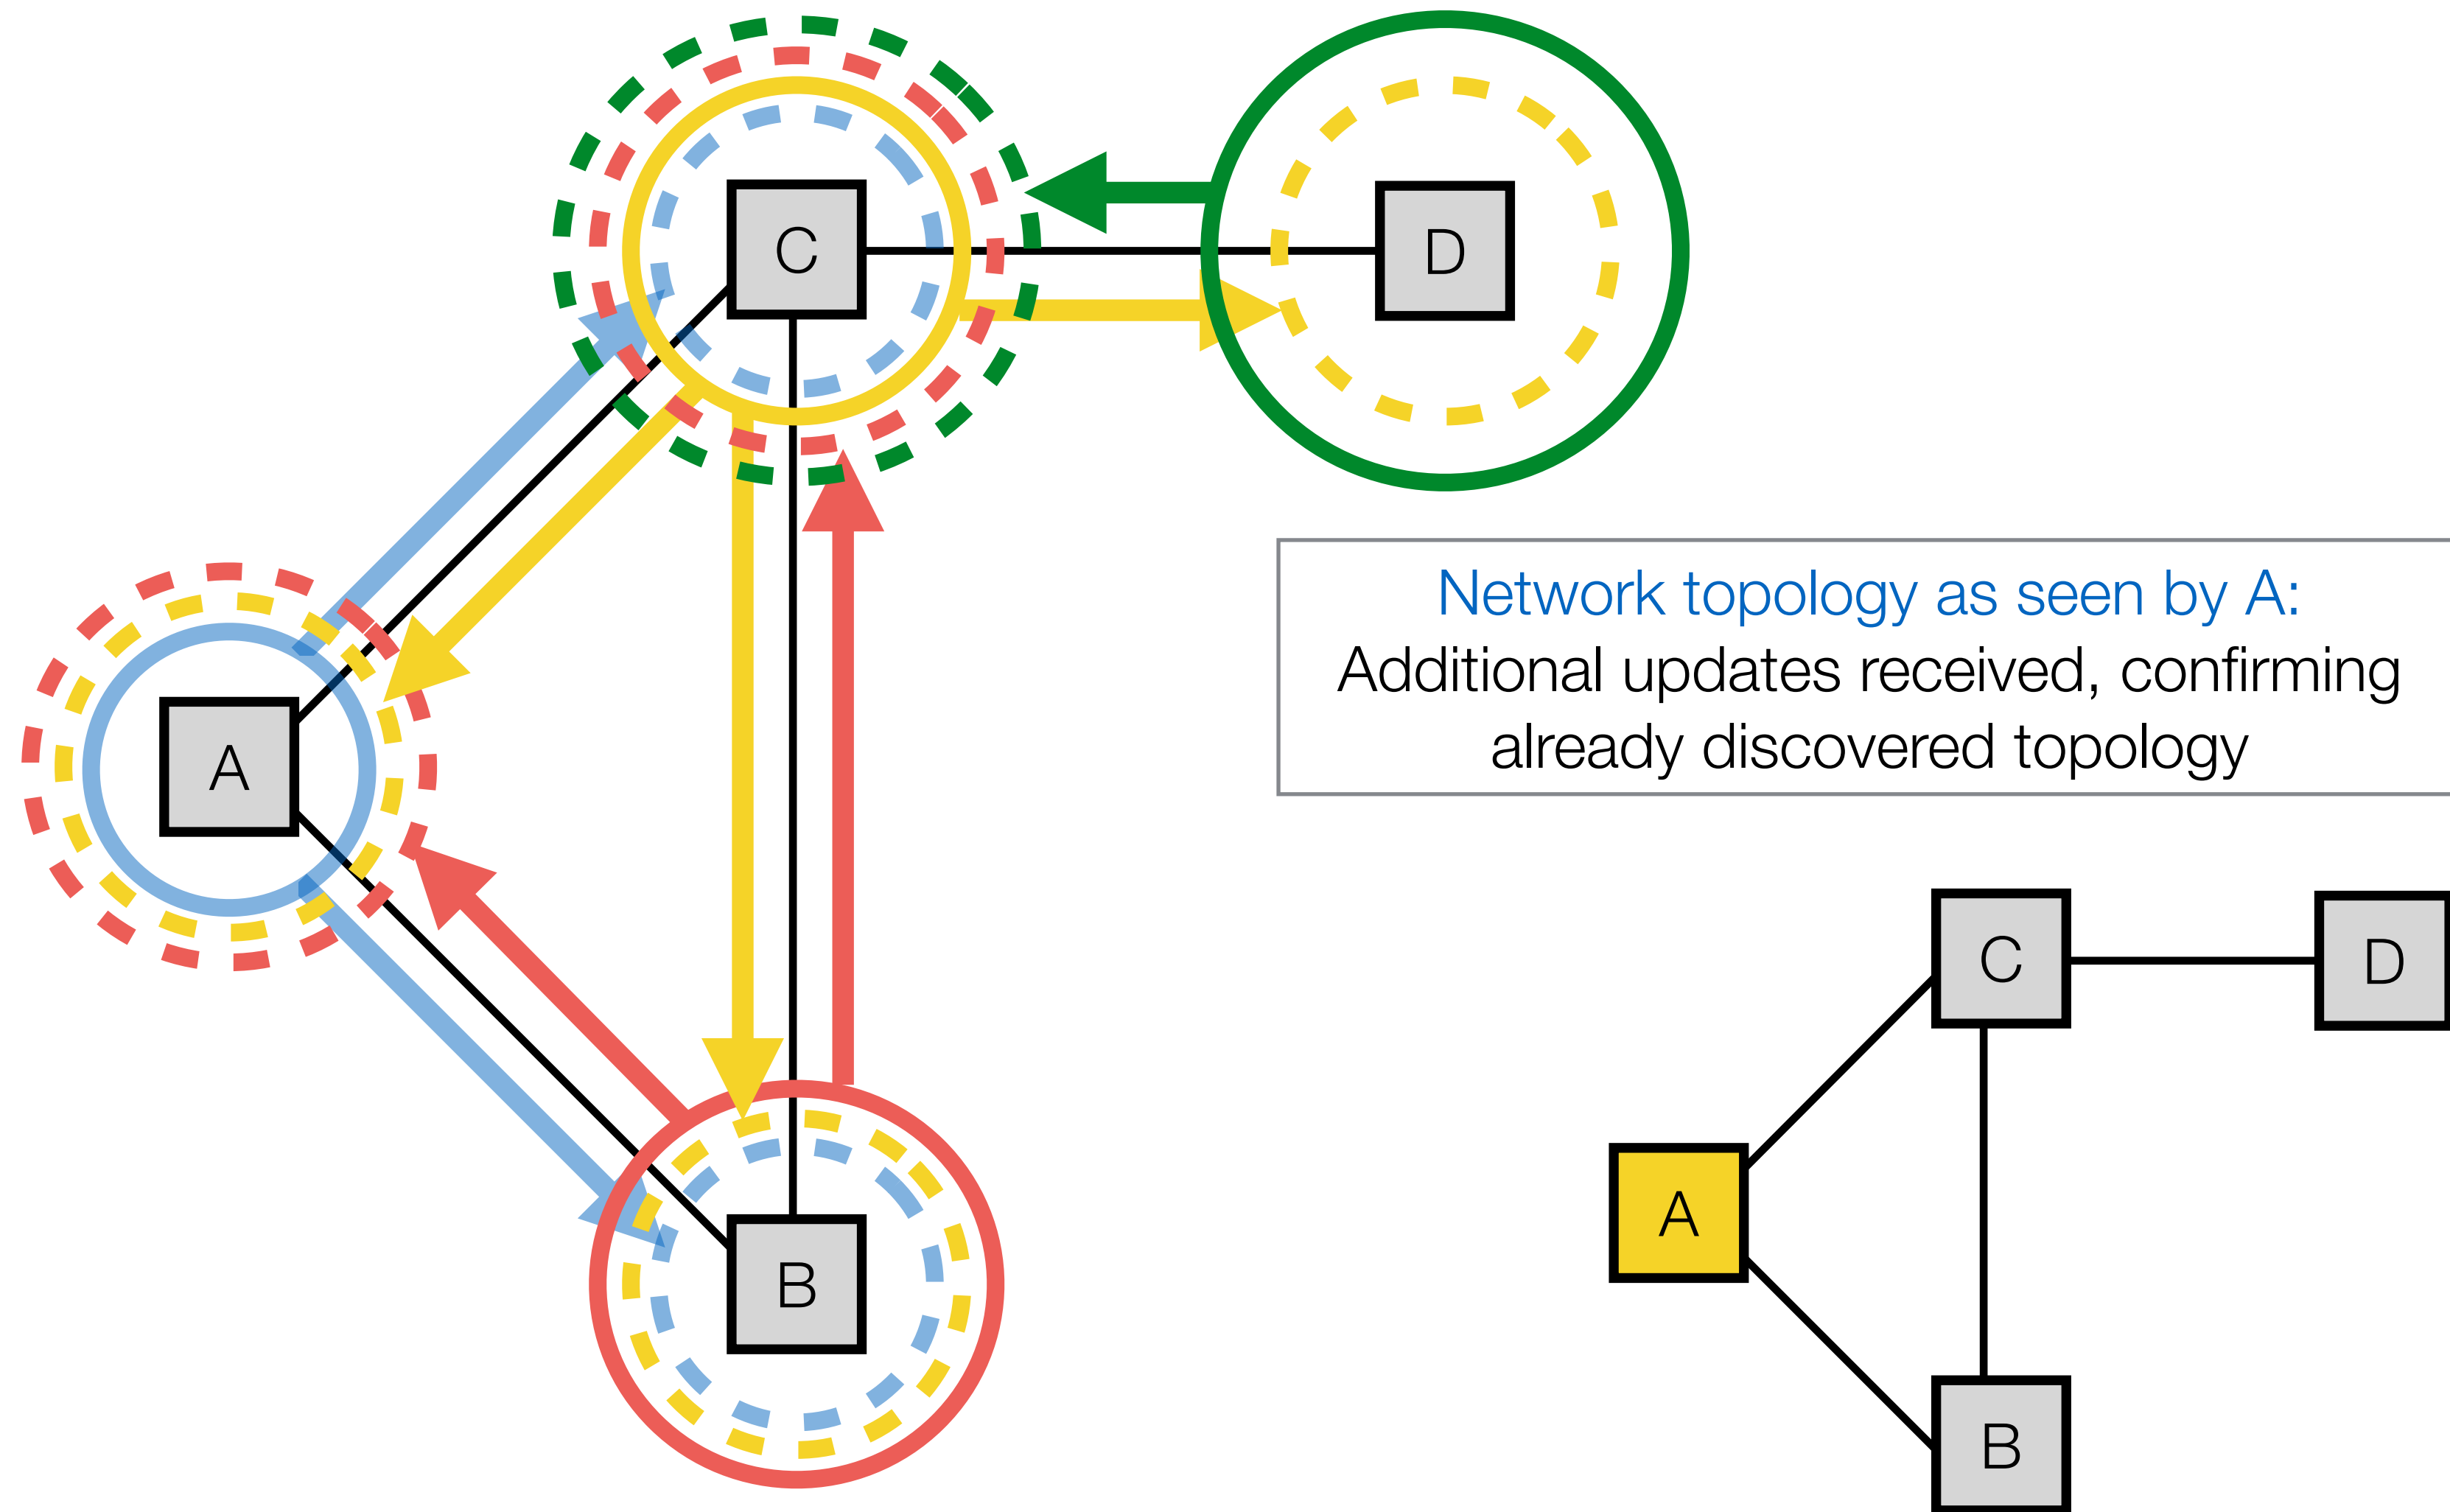 C
D
Network topology as seen by A:
Additional updates received, confirming
already discovered topology
A
C
D
A
B
B